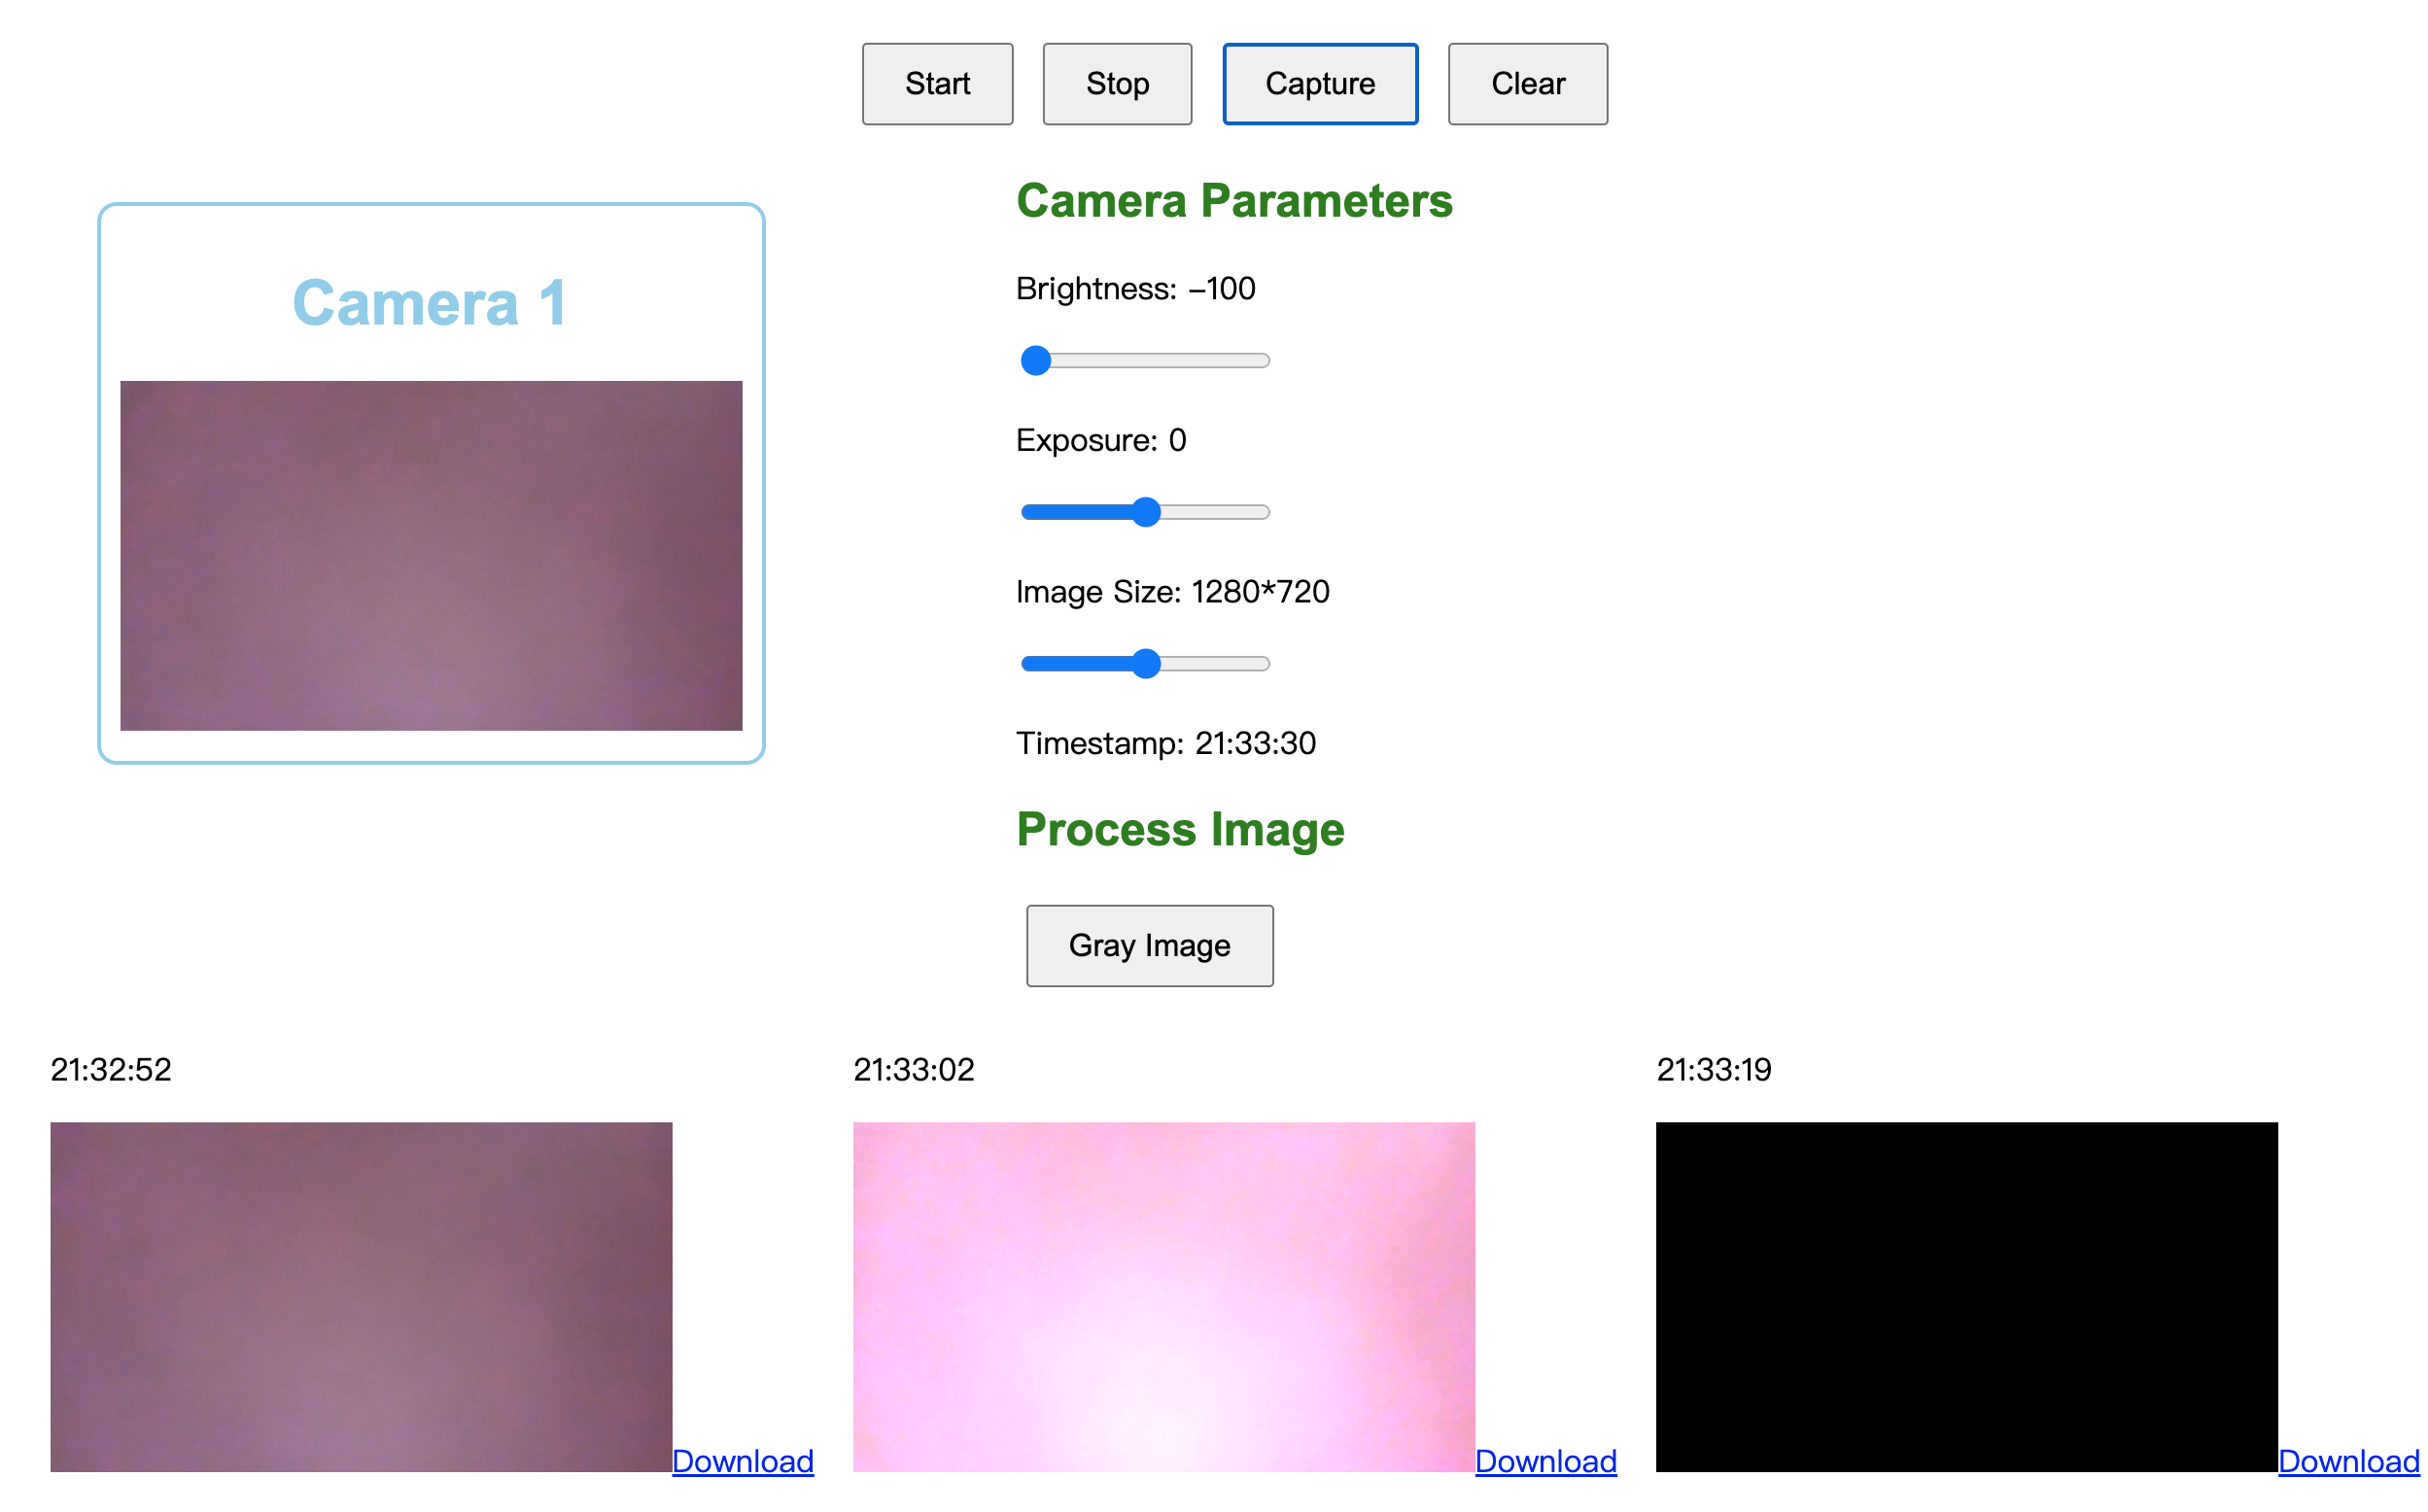 Start Stop Capture Clear
Camera 1
Camera Parameters
Brightness: −100
Exposure: 0
Image Size: 1280*720
Timestamp: 21:33:30
Process Image
Gray Image
21:32:52 21:33:02 21:33:19
Download Download Download